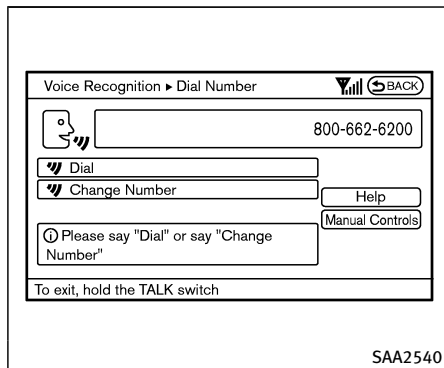 Voice Recognition ▸ Dial Number BACK
800-662-6200
Dial
Change Number
Help
Manual Controls
Please say "Dial" or say "Change
Number"
To exit, hold the TALK switch
SAA2540